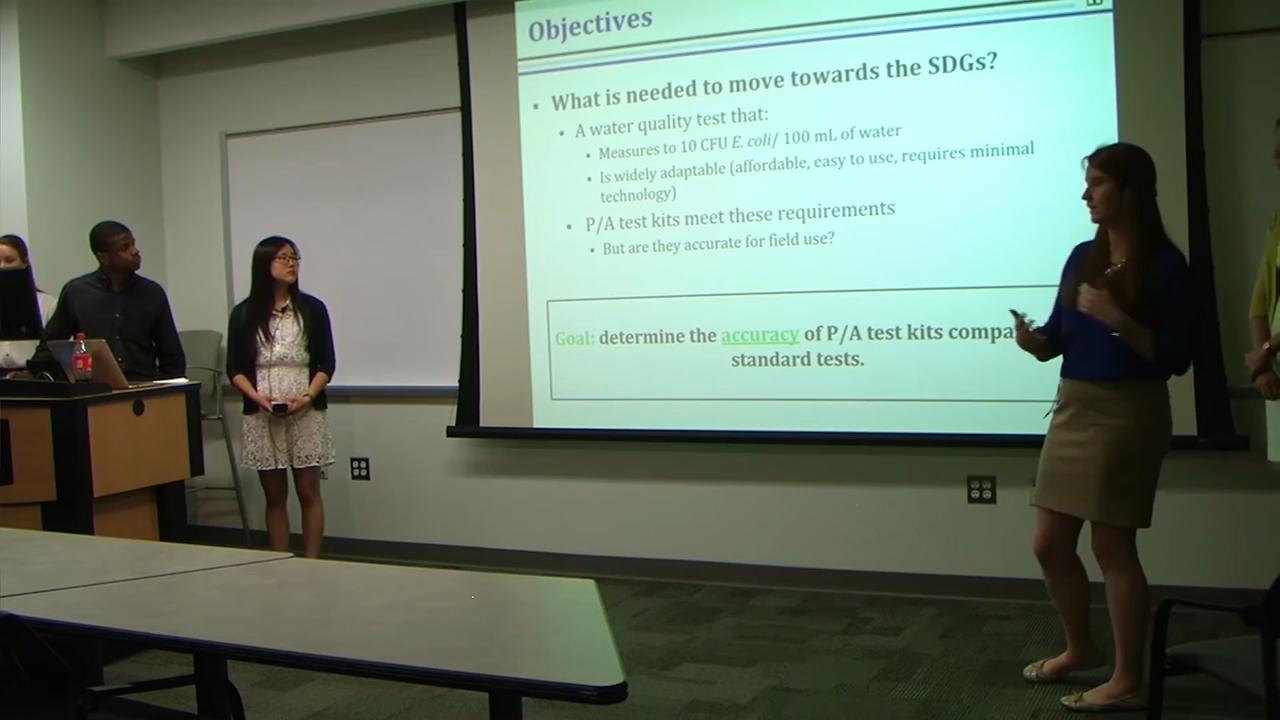 Objectives
What is needed to move towards the SDGs?
A water quality test that:
Measures to 10 CFU E. coli/ 100 mL of water
Is widely adaptable (affordable, easy to use, requires minimal
technology)
P/A test kits meet these requirements
But are they accurate for field use?
Goal: determine the accuracy of P/A test kits compa
standard tests.